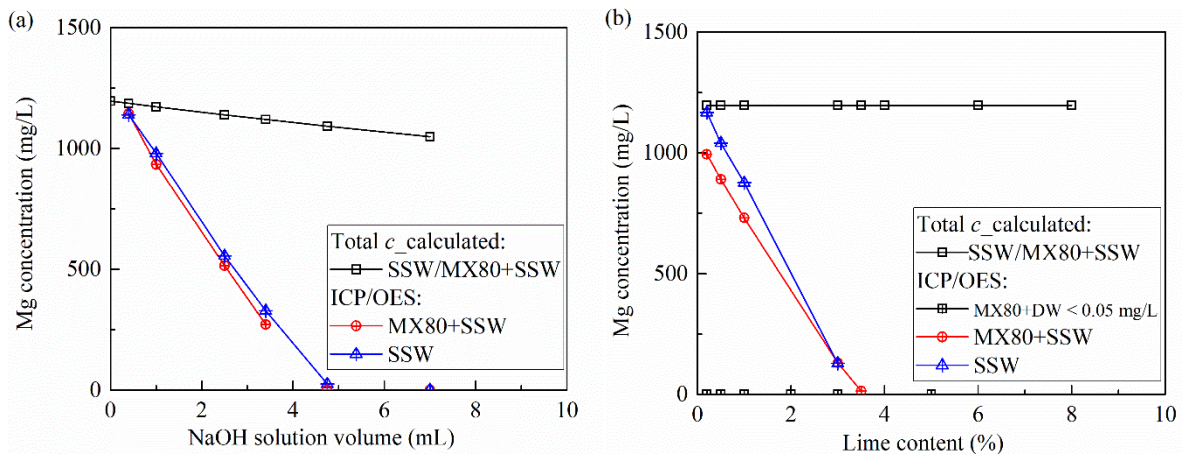 (a)
1500
1000
500
0
Mg concentration (mg/L)
Total c_calculated:
SSW/MX80+SSW
ICP/OES:
MX80+SSW
SSW
0 2 4 6 8 10
NaOH solution volume (mL)
(b)
1500
1000
500
0
Mg concentration (mg/L)
Total c_calculated:
SSW/MX80+SSW
ICP/OES:
MX80+DW < 0.05 mg/L
MX80+SSW
SSW
0 2 4 6 8 10
Lime content (%)